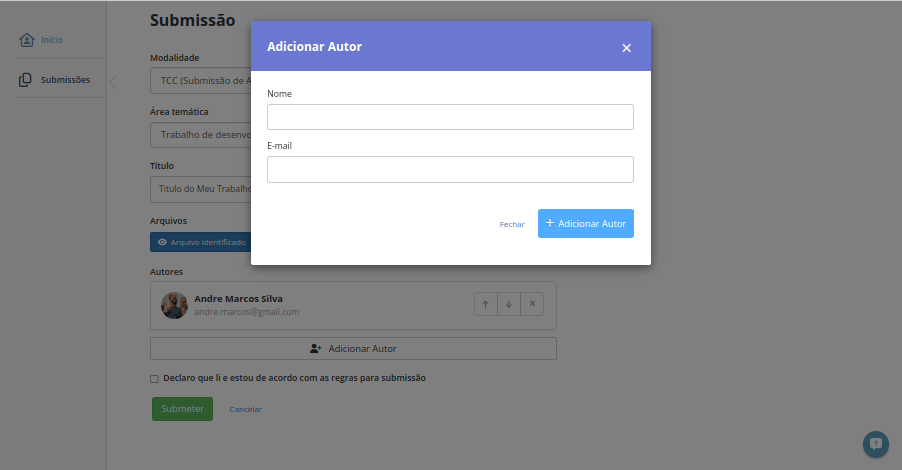 Submissão
Início
Submissões
Modalidade
TCC (Submissão de A
Área temática
Trabalho de desenvo
Título
Titulo do Meu Trabalho
Arquivos
Arquivo identificado
Adicionar Autor
×
Nome
E-mail
Fechar
+ Adicionar Autor
Autores
Andre Marcos Silva
andre.marcos@gmail.com
Adicionar Autor
Declaro que li e estou de acordo com as regras para submissão
Submeter
Cancelar